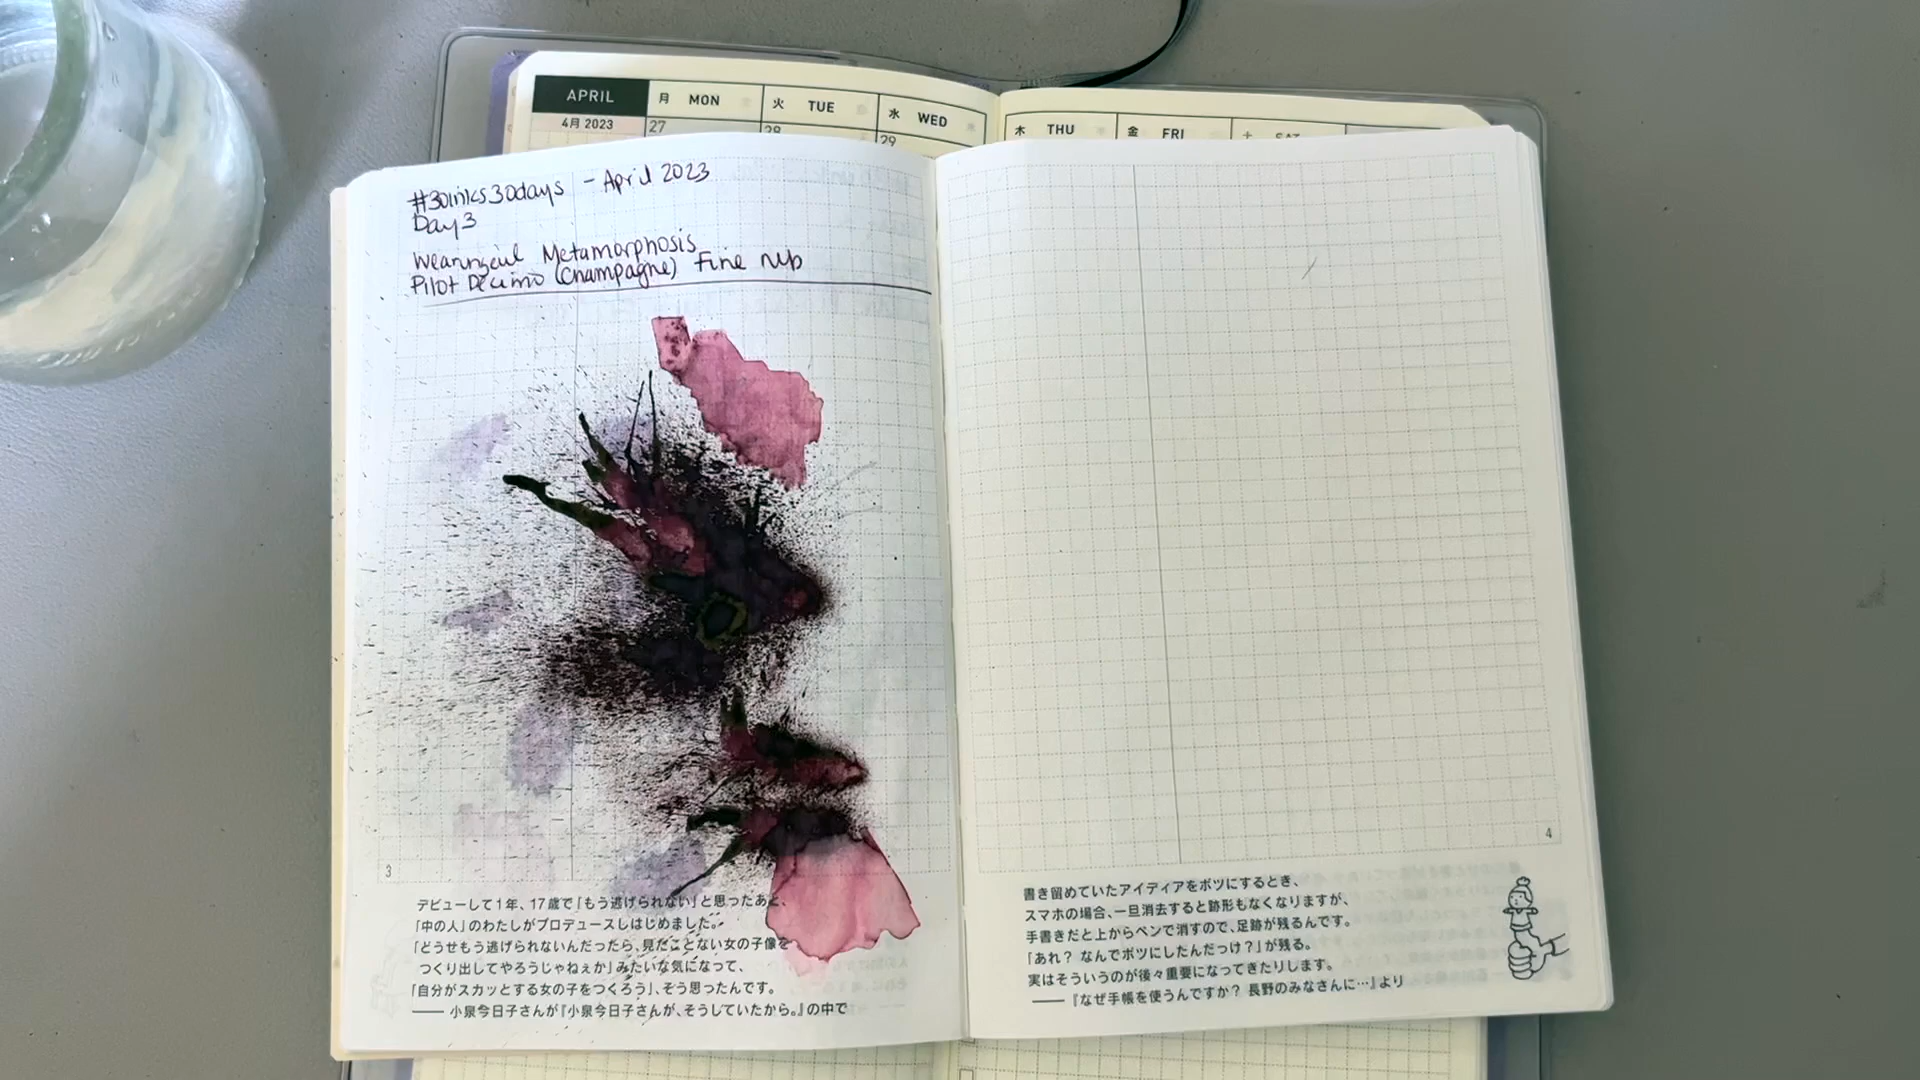 APRIL
4月 2023
月 MON
火 TUE
水 WED
木 THU
金 FRI
土 SAT
27
28
29
#30inks30days - April 2023
Day 3
Wearingeul Metamorphosis
Pilot Decimo (Champagne) Fine nib
3
デビューして1年、17歳で「もう逃げられない」と思ったあと、
「中の人」のわたしがプロデュースしはじめました。
「どうせもう逃げられないんだったら、見たことない女の子像を
つくり出してやろうじゃねぇか」みたいな気になって、
「自分がスカッとする女の子をつくろう」、そう思ったんです。
―― 小泉今日子さんが『小泉今日子さんが、そうしていたから。』の中で
4
書き留めていたアイディアをボツにするとき、
スマホの場合、一旦消去すると跡形もなくなりますが、
手書きだと上からペンで消すので、足跡が残るんです。
「あれ? なんでボツにしたんだっけ?」が残る。
実はそういうのが後々重要になってきたりします。
―― 『なぜ手帳を使うんですか? 長野のみなさんに…』より